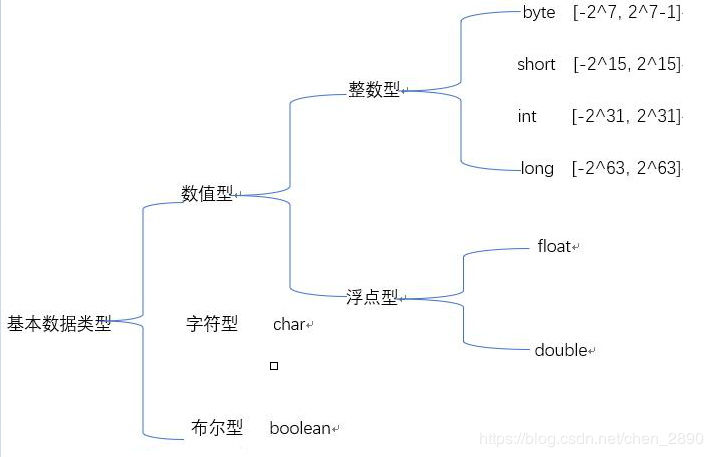 byte [-2^7, 2^7-1]
short [-2^15, 2^15]
整数型
int [-2^31, 2^31]
long [-2^63, 2^63]
数值型
float
浮点型
基本数据类型
字符型 char
double
布尔型 boolean
https://blog.csdn.net/chen_2890